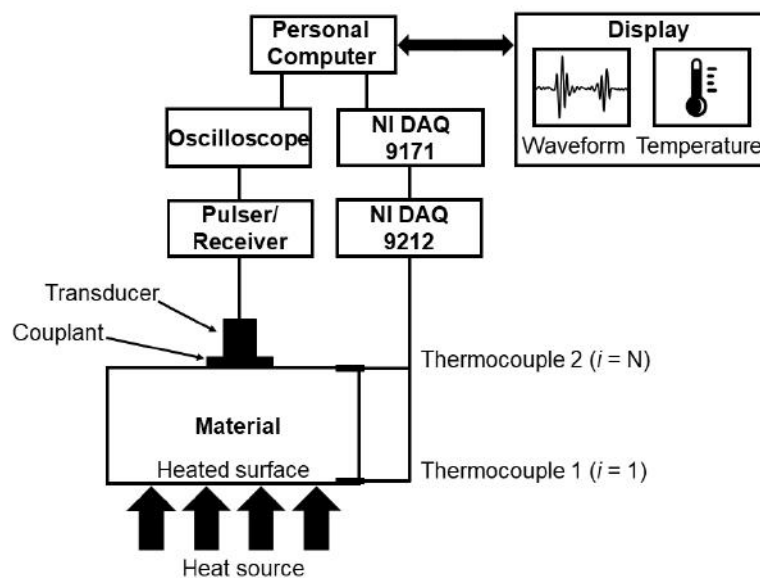 Personal
Computer
Display
Waveform
Temperature
Oscilloscope
NI DAQ
9171
Pulser/
Receiver
NI DAQ
9212
Transducer
Couplant
Thermocouple 2 (i = N)
Material
Heated surface
Thermocouple 1 (i = 1)
Heat source